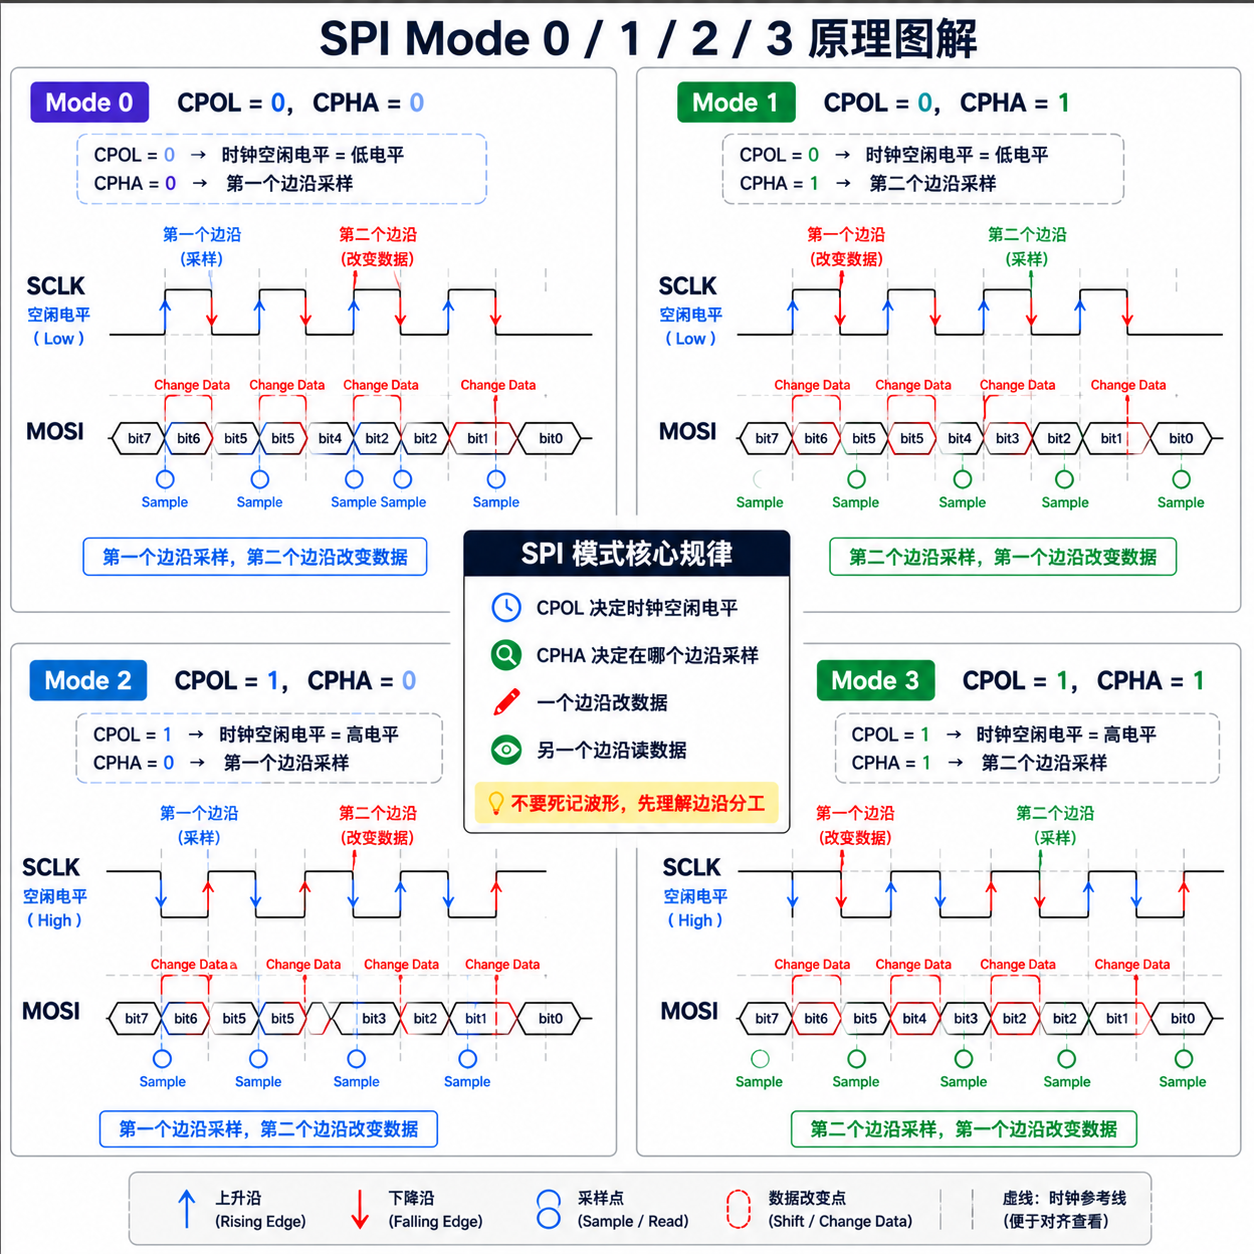 SPI Mode 0 / 1 / 2 / 3 原理图解
Mode 0 CPOL = 0, CPHA = 0
CPOL = 0 → 时钟空闲电平 = 低电平
CPHA = 0 → 第一个边沿采样
第一个边沿 第二个边沿
(采样) (改变数据)
SCLK
空闲电平
( Low )
Change Data Change Data Change Data Change Data
MOSI bit7 bit6 bit5 bit5 bit4 bit2 bit2 bit1 bit0
Sample Sample Sample Sample Sample
第一个边沿采样，第二个边沿改变数据
Mode 1 CPOL = 0, CPHA = 1
CPOL = 0 → 时钟空闲电平 = 低电平
CPHA = 1 → 第二个边沿采样
第一个边沿 第二个边沿
(改变数据) (采样)
SCLK
空闲电平
( Low )
Change Data Change Data Change Data Change Data
MOSI bit7 bit6 bit5 bit5 bit4 bit3 bit2 bit1 bit0
Sample Sample Sample Sample Sample
第二个边沿采样，第一个边沿改变数据
SPI 模式核心规律
CPOL 决定时钟空闲电平
CPHA 决定在哪个边沿采样
一个边沿改数据
另一个边沿读数据
不要死记波形，先理解边沿分工
Mode 2 CPOL = 1, CPHA = 0
CPOL = 1 → 时钟空闲电平 = 高电平
CPHA = 0 → 第一个边沿采样
第一个边沿 第二个边沿
(采样) (改变数据)
SCLK
空闲电平
( High )
Change Dataa Change Data Change Data Change Data
MOSI bit7 bit6 bit5 bit5 bit3 bit2 bit1 bit0
Sample Sample Sample Sample
第一个边沿采样，第二个边沿改变数据
Mode 3 CPOL = 1, CPHA = 1
CPOL = 1 → 时钟空闲电平 = 高电平
CPHA = 1 → 第二个边沿采样
第一个边沿 第二个边沿
(改变数据) (采样)
SCLK
空闲电平
( High )
Change Data Change Data Change Data Change Data
MOSI bit7 bit6 bit5 bit4 bit3 bit2 bit2 bit1 bit0
Sample Sample Sample Sample Sample
第二个边沿采样，第一个边沿改变数据
上升沿 下降沿 采样点 数据改变点 虚线：时钟参考线
(Rising Edge) (Falling Edge) (Sample / Read) (Shift / Change Data) (便于对齐查看)